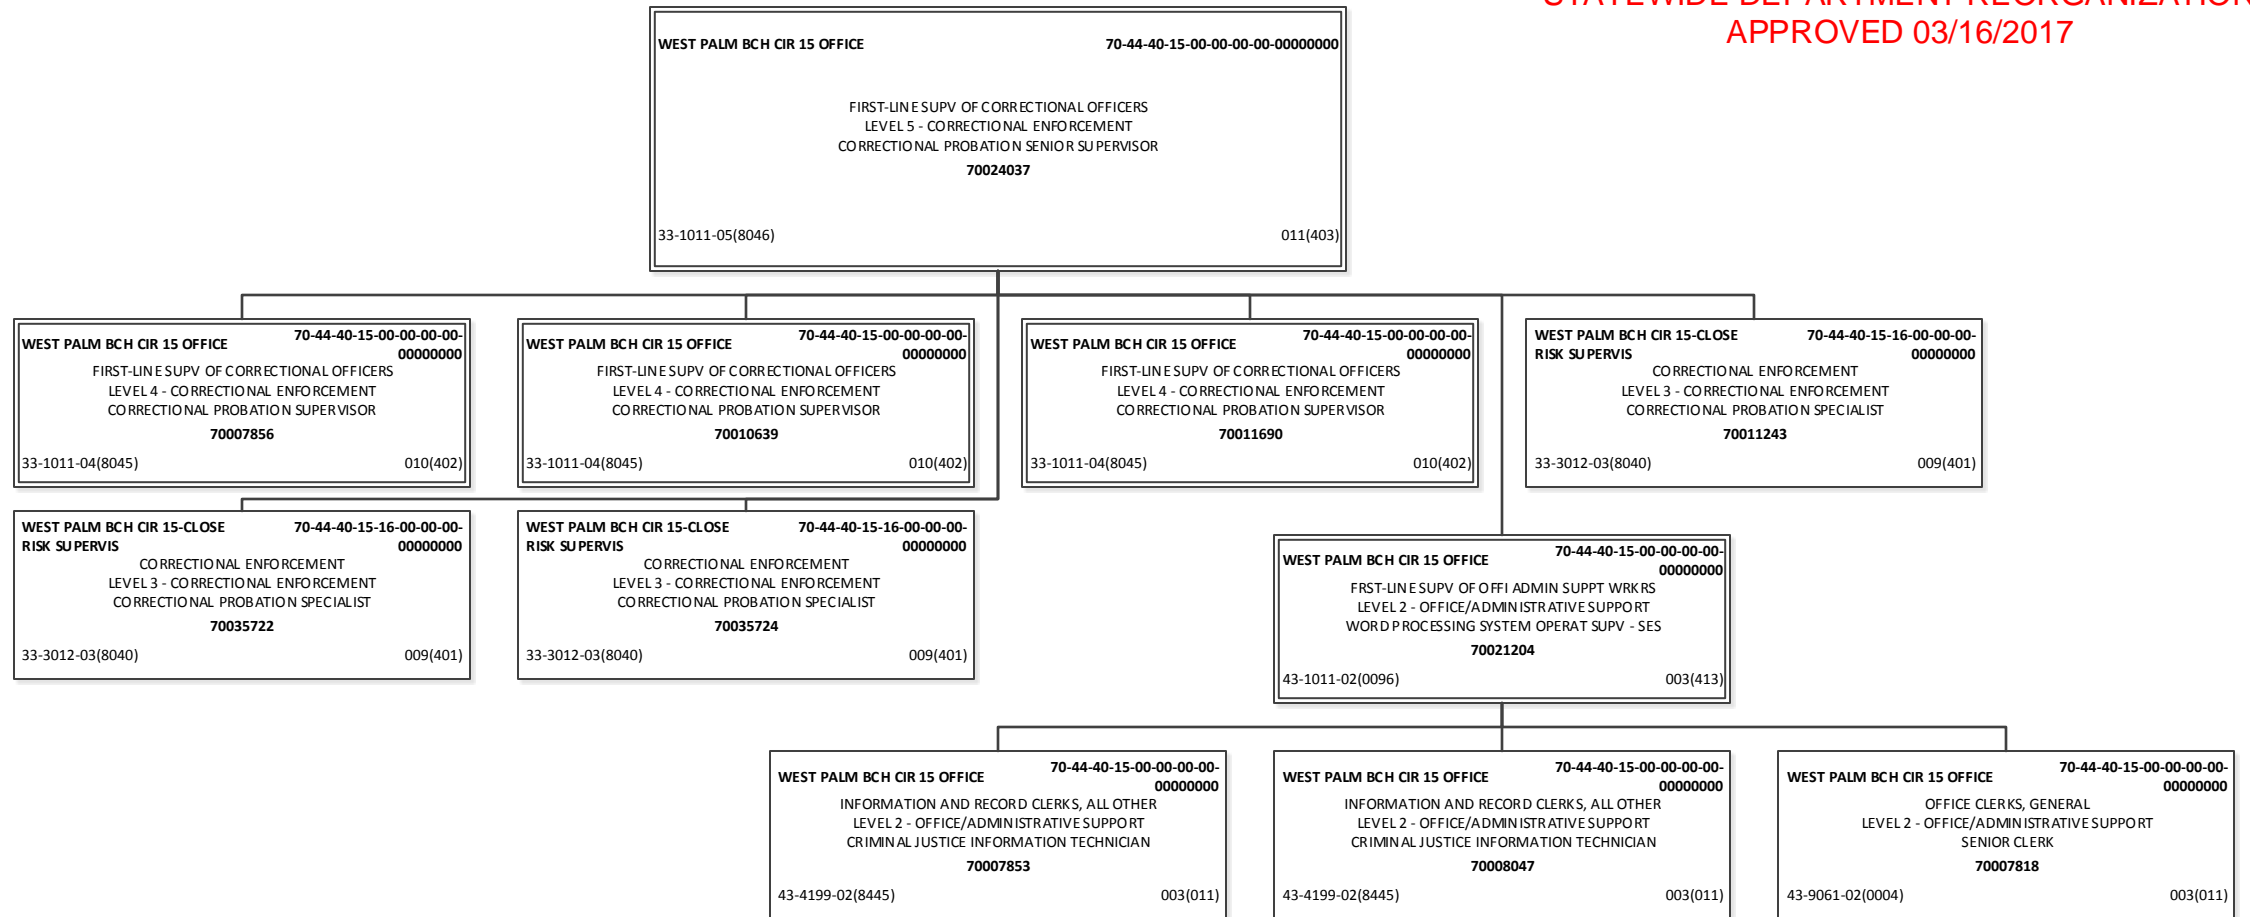 STATEWIDE DEPARTMENT REORGANIZATION
APPROVED 03/16/2017
WEST PALM BCH CIR 15 OFFICE 70-44-40-15-00-00-00-00-00000000
FIRST-LINE SUPV OF CORRECTIONAL OFFICERS
LEVEL 5 - CORRECTIONAL ENFORCEMENT
CORRECTIONAL PROBATION SENIOR SUPERVISOR
70024037
33-1011-05(8046) 011(403)
WEST PALM BCH CIR 15 OFFICE 70-44-40-15-00-00-00-00-
00000000
FIRST-LINE SUPV OF CORRECTIONAL OFFICERS
LEVEL 4 - CORRECTIONAL ENFORCEMENT
CORRECTIONAL PROBATION SUPERVISOR
70007856
33-1011-04(8045) 010(402)
WEST PALM BCH CIR 15 OFFICE 70-44-40-15-00-00-00-00-
00000000
FIRST-LINE SUPV OF CORRECTIONAL OFFICERS
LEVEL 4 - CORRECTIONAL ENFORCEMENT
CORRECTIONAL PROBATION SUPERVISOR
70010639
33-1011-04(8045) 010(402)
WEST PALM BCH CIR 15 OFFICE 70-44-40-15-00-00-00-00-
00000000
FIRST-LINE SUPV OF CORRECTIONAL OFFICERS
LEVEL 4 - CORRECTIONAL ENFORCEMENT
CORRECTIONAL PROBATION SUPERVISOR
70011690
33-1011-04(8045) 010(402)
WEST PALM BCH CIR 15-CLOSE 70-44-40-15-16-00-00-00-
RISK SUPERVIS 00000000
CORRECTIONAL ENFORCEMENT
LEVEL 3 - CORRECTIONAL ENFORCEMENT
CORRECTIONAL PROBATION SPECIALIST
70011243
33-3012-03(8040) 009(401)
WEST PALM BCH CIR 15-CLOSE 70-44-40-15-16-00-00-00-
RISK SUPERVIS 00000000
CORRECTIONAL ENFORCEMENT
LEVEL 3 - CORRECTIONAL ENFORCEMENT
CORRECTIONAL PROBATION SPECIALIST
70035722
33-3012-03(8040) 009(401)
WEST PALM BCH CIR 15-CLOSE 70-44-40-15-16-00-00-00-
RISK SUPERVIS 00000000
CORRECTIONAL ENFORCEMENT
LEVEL 3 - CORRECTIONAL ENFORCEMENT
CORRECTIONAL PROBATION SPECIALIST
70035724
33-3012-03(8040) 009(401)
WEST PALM BCH CIR 15 OFFICE 70-44-40-15-00-00-00-00-
00000000
FRST-LINE SUPV OF OFFI ADMIN SUPPT WRKRS
LEVEL 2 - OFFICE/ADMINISTRATIVE SUPPORT
WORD PROCESSING SYSTEM OPERAT SUPV - SES
70021204
43-1011-02(0096) 003(413)
WEST PALM BCH CIR 15 OFFICE 70-44-40-15-00-00-00-00-
00000000
INFORMATION AND RECORD CLERKS, ALL OTHER
LEVEL 2 - OFFICE/ADMINISTRATIVE SUPPORT
CRIMINAL JUSTICE INFORMATION TECHNICIAN
70007853
43-4199-02(8445) 003(011)
WEST PALM BCH CIR 15 OFFICE 70-44-40-15-00-00-00-00-
00000000
INFORMATION AND RECORD CLERKS, ALL OTHER
LEVEL 2 - OFFICE/ADMINISTRATIVE SUPPORT
CRIMINAL JUSTICE INFORMATION TECHNICIAN
70008047
43-4199-02(8445) 003(011)
WEST PALM BCH CIR 15 OFFICE 70-44-40-15-00-00-00-00-
00000000
OFFICE CLERKS, GENERAL
LEVEL 2 - OFFICE/ADMINISTRATIVE SUPPORT
SENIOR CLERK
70007818
43-9061-02(0004) 003(011)